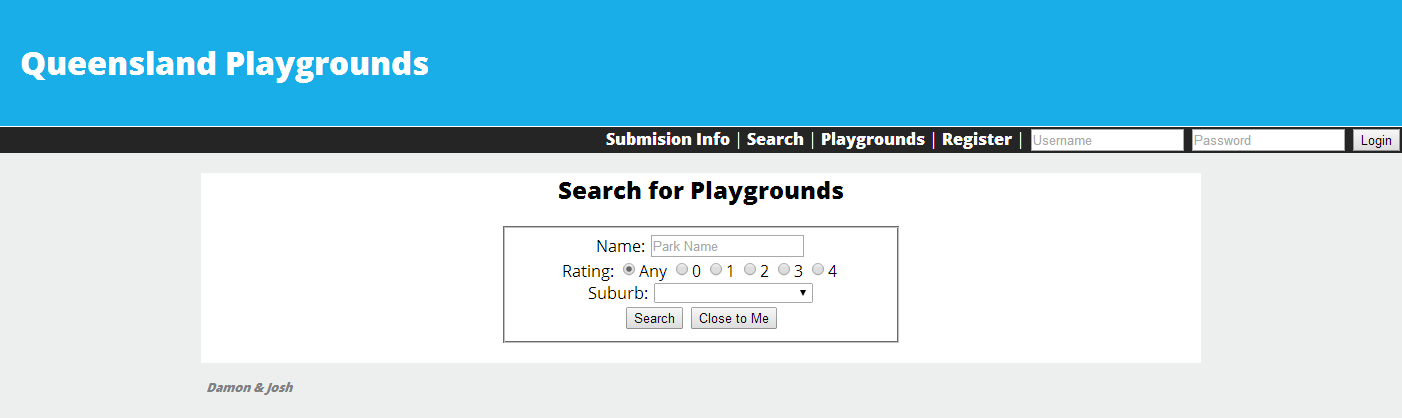 Queensland Playgrounds
Submision Info | Search | Playgrounds | Register | Username Password Login
Search for Playgrounds
Name: Park Name
Rating: Any 0 1 2 3 4
Suburb:
Search Close to Me
Damon & Josh